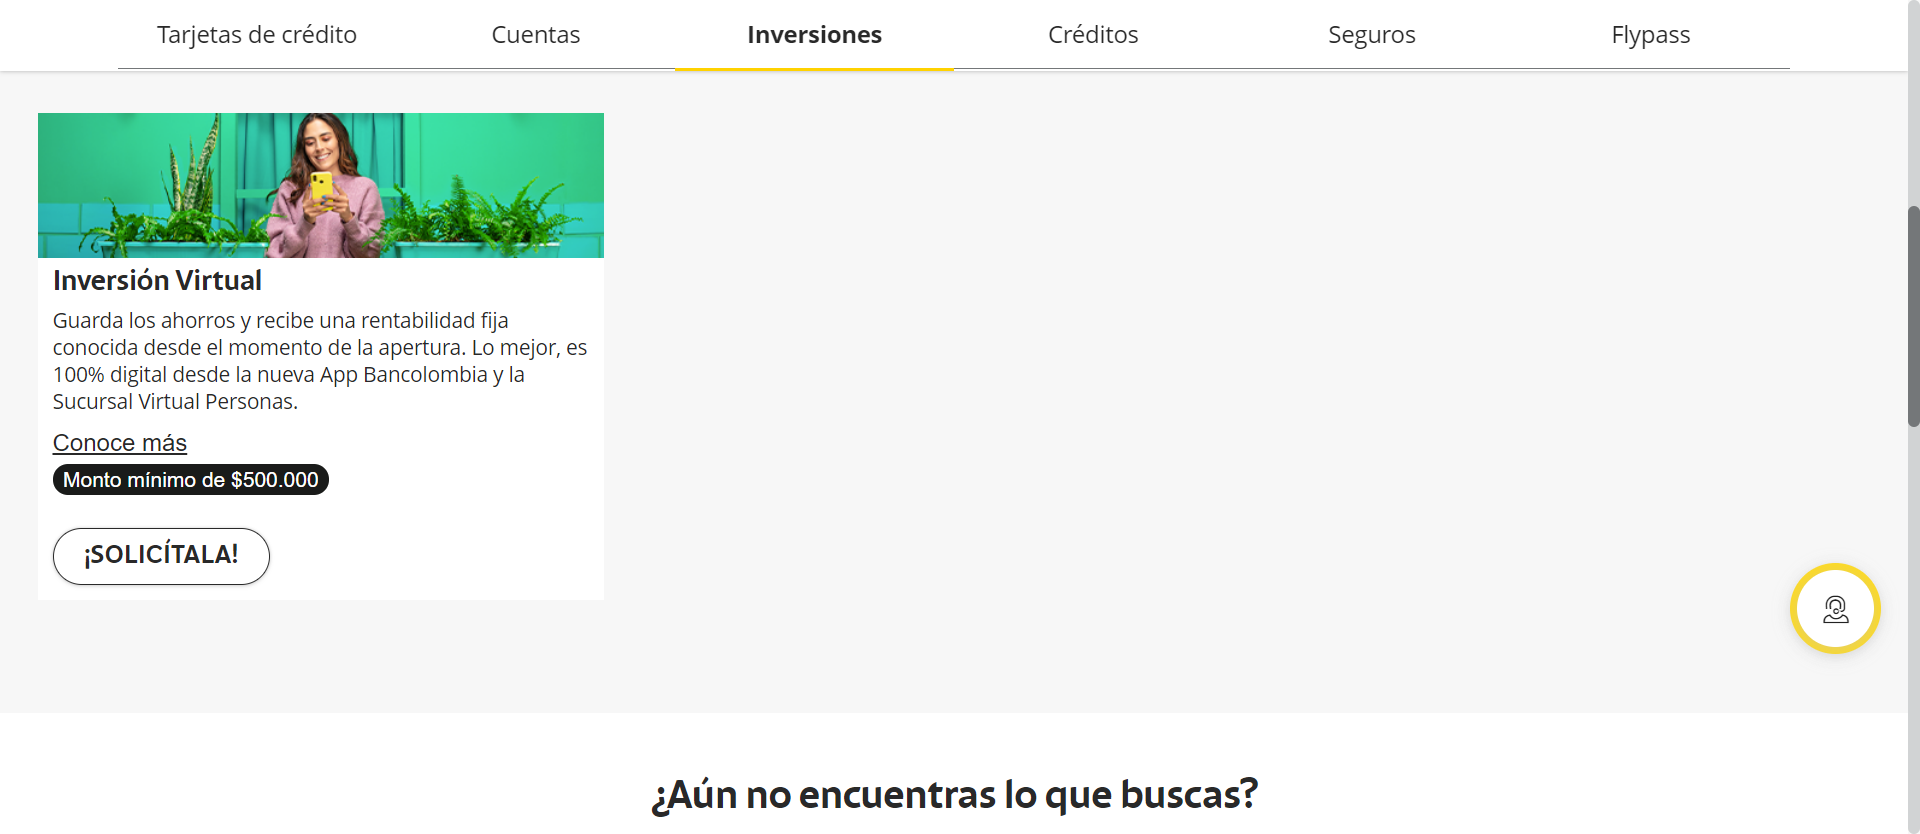 Tarjetas de crédito
Cuentas
Inversiones
Créditos
Seguros
Flypass
Inversión Virtual
Guarda los ahorros y recibe una rentabilidad fija
conocida desde el momento de la apertura. Lo mejor, es
100% digital desde la nueva App Bancolombia y la
Sucursal Virtual Personas.
Conoce más
Monto mínimo de $500.000
¡SOLICÍTALA!
¿Aún no encuentras lo que buscas?